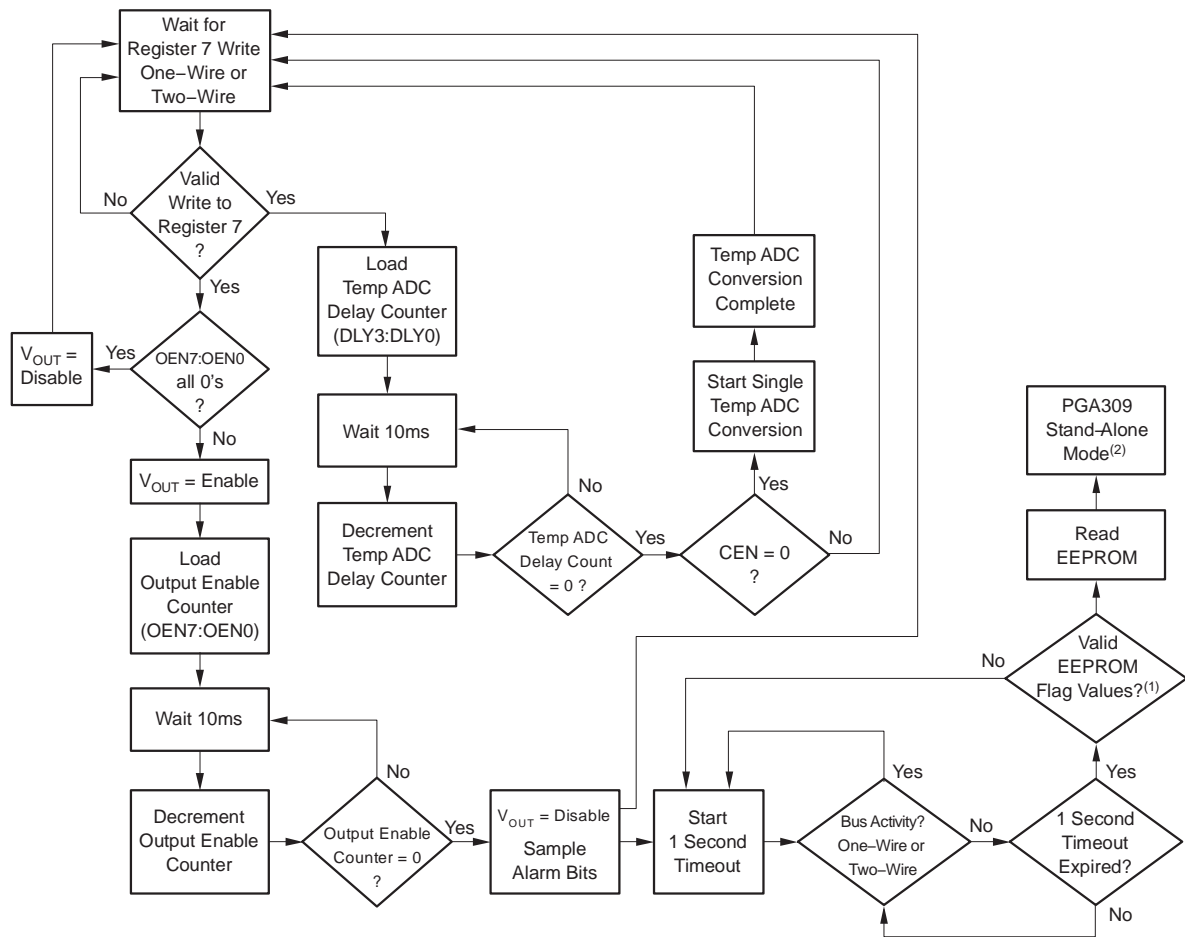 Wait for
Register 7 Write
One–Wire or
Two–Wire
No
Valid
Write to
Register 7
?
Yes
Yes
Load
Temp ADC
Delay Counter
(DLY3:DLY0)
Temp ADC
Conversion
Complete
VOUT =
Disable
Yes
OEN7:OEN0
all 0's
?
No
Wait 10ms
Start Single
Temp ADC
Conversion
PGA309
Stand–Alone
Mode(2)
VOUT = Enable
No
Yes
Decrement
Temp ADC
Delay Counter
Temp ADC
Delay Count
= 0 ?
Yes
CEN = 0
?
No
Read
EEPROM
Load
Output Enable
Counter
(OEN7:OEN0)
No
Valid
EEPROM
Flag Values?(1)
Wait 10ms
No
Yes
Yes
Decrement
Output Enable
Counter
Output Enable
Counter = 0
?
Yes
VOUT = Disable
Sample
Alarm Bits
Start
1 Second
Timeout
Bus Activity?
One–Wire or
Two–Wire
No
1 Second
Timeout
Expired?
No